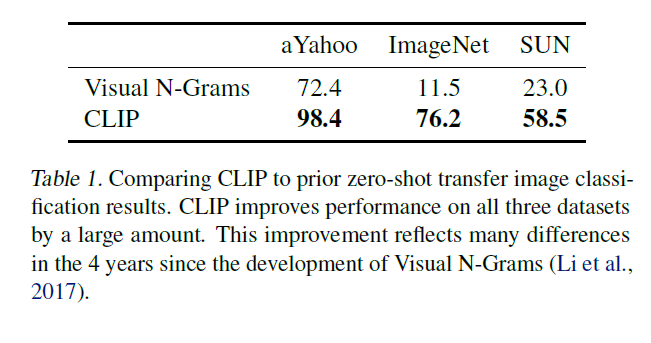 aYahoo ImageNet SUN
Visual N-Grams 72.4 11.5 23.0
CLIP 98.4 76.2 58.5
Table 1. Comparing CLIP to prior zero-shot transfer image classi-
fication results. CLIP improves performance on all three datasets
by a large amount. This improvement reflects many differences
in the 4 years since the development of Visual N-Grams (Li et al.,
2017).